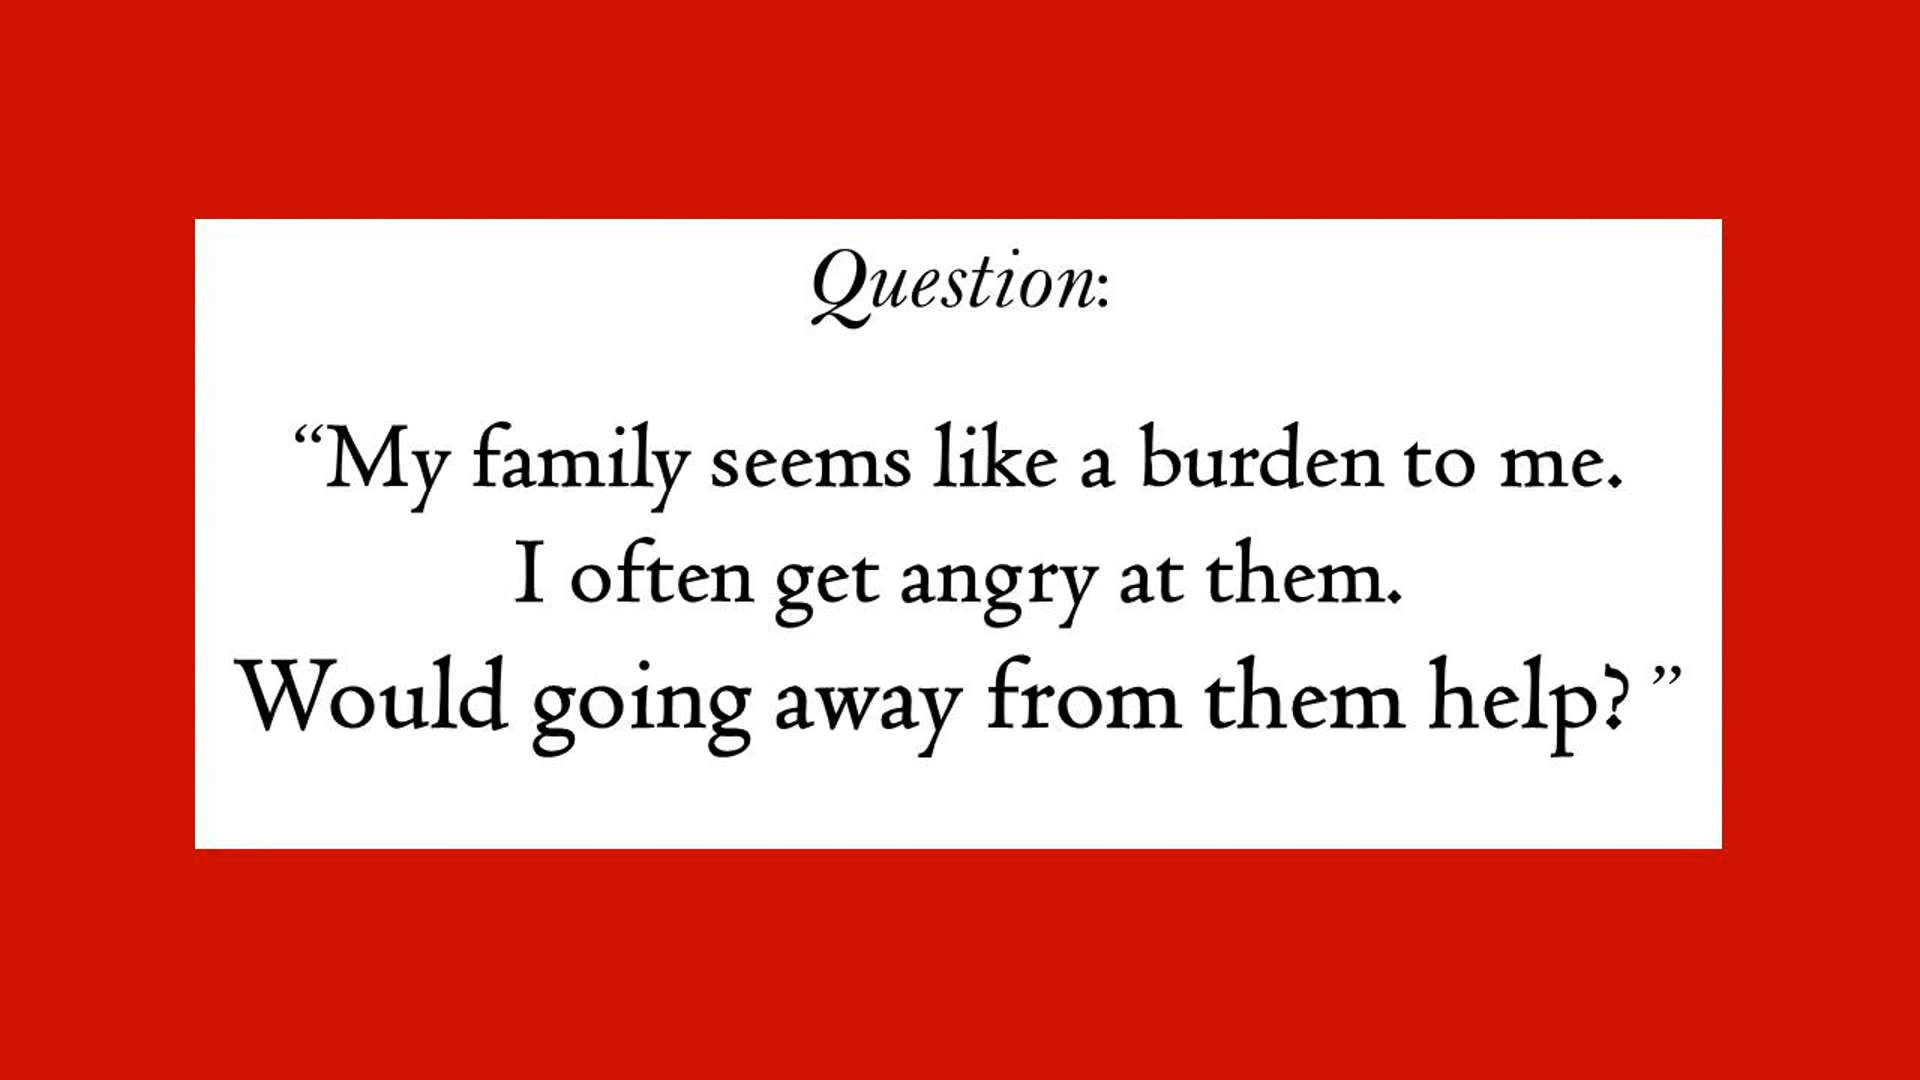 Question:
“My family seems like a burden to me.
I often get angry at them.
Would going away from them help? ”